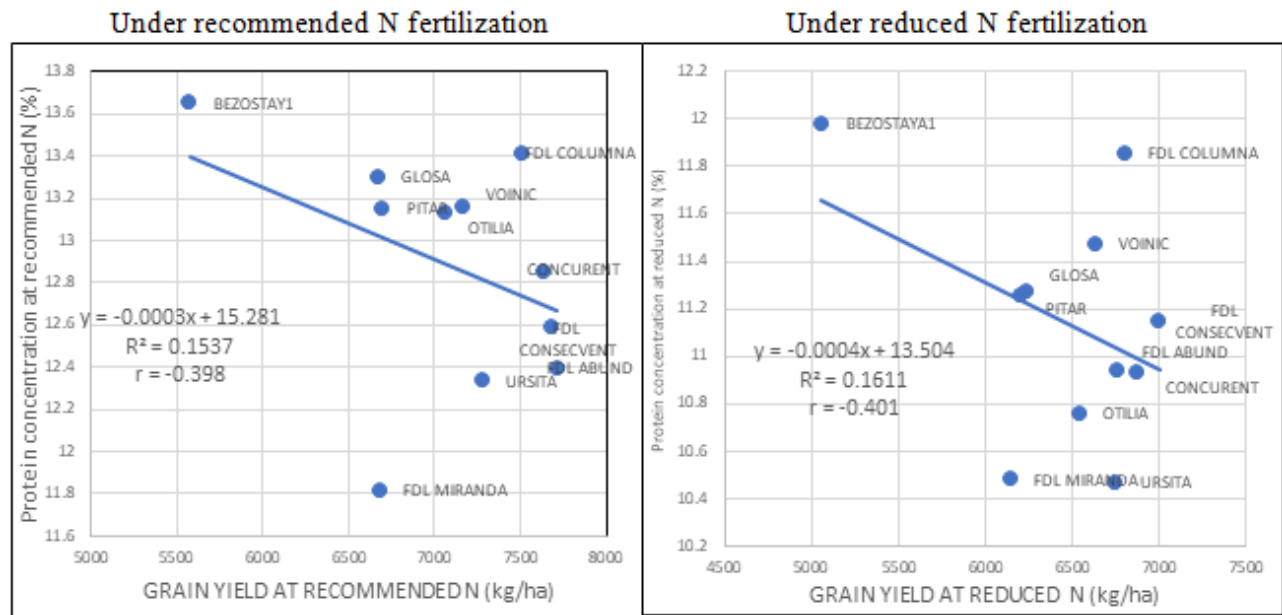 Under recommended N fertilization
Protein concentration at recommended N (%)
13.8
13.6
13.4
13.2
13
12.8
12.6
12.4
12.2
12
11.8
11.6
BEZOSTAY1
FDL COLUMNA
GLOSA
VOINIC
PITAR
OTILIA
CONCURENT
FDL
CONSECVENT
FDL ABUND
URSITA
FDL MIRANDA
y = -0.0003x + 15.281
R² = 0.1537
r = -0.398
5000 5500 6000 6500 7000 7500 8000
GRAIN YIELD AT RECOMMENDED N (kg/ha)
Under reduced N fertilization
Protein concentration at reduced N (%)
12.2
12
11.8
11.6
11.4
11.2
11
10.8
10.6
10.4
10.2
BEZOSTAYA1
FDL COLUMNA
VOINIC
GLOSA
PITAR
FDL
CONSECVENT
FDL ABUND
CONCURENT
OTILIA
FDL MIRANDA
URSITA
y = -0.0004x + 13.504
R² = 0.1611
r = -0.401
4500 5000 5500 6000 6500 7000 7500
GRAIN YIELD AT REDUCED N (kg/ha)